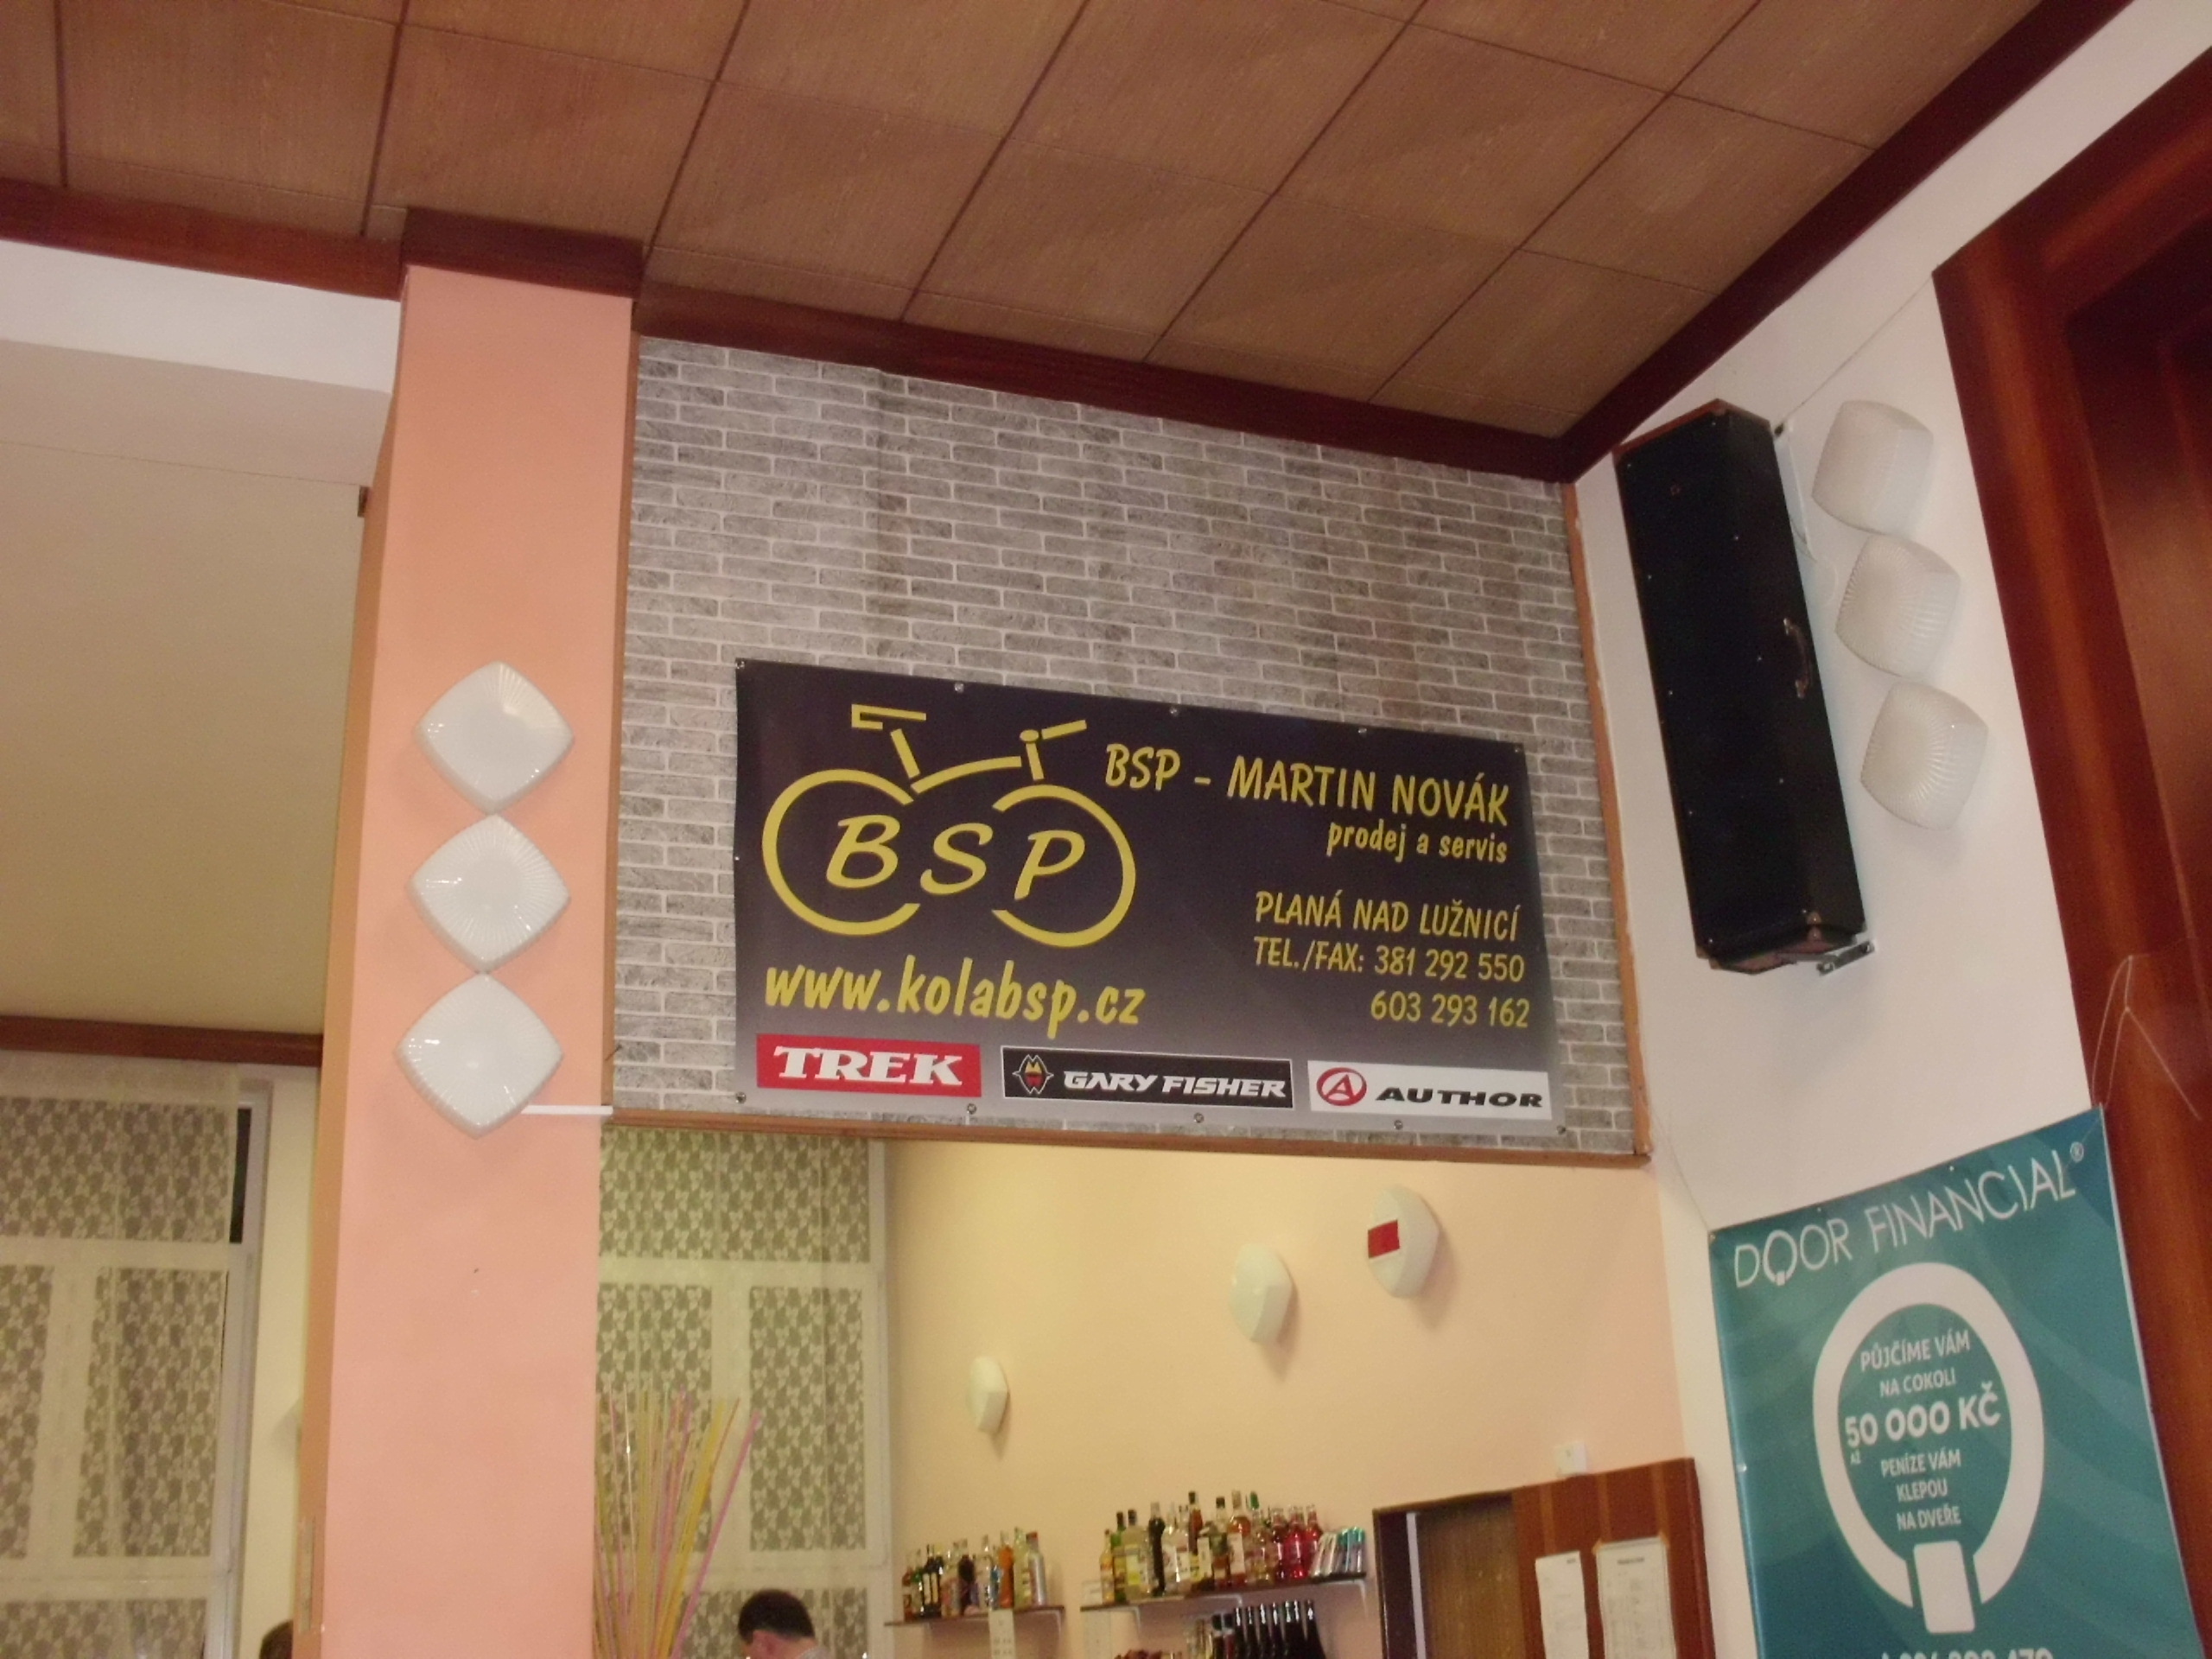 BSP
BSP - MARTIN NOVÁK
prodej a servis
PLANÁ NAD LUŽNICÍ
TEL./FAX: 381 292 550
603 293 162
www.kolabsp.cz
TREK
GARY FISHER
A AUTHOR
DOOR FINANCIAL®
PŮJČÍME VÁM
NA COKOLI
AŽ 50 000 KČ
PENÍZE VÁM
KLEPOU
NA DVEŘE